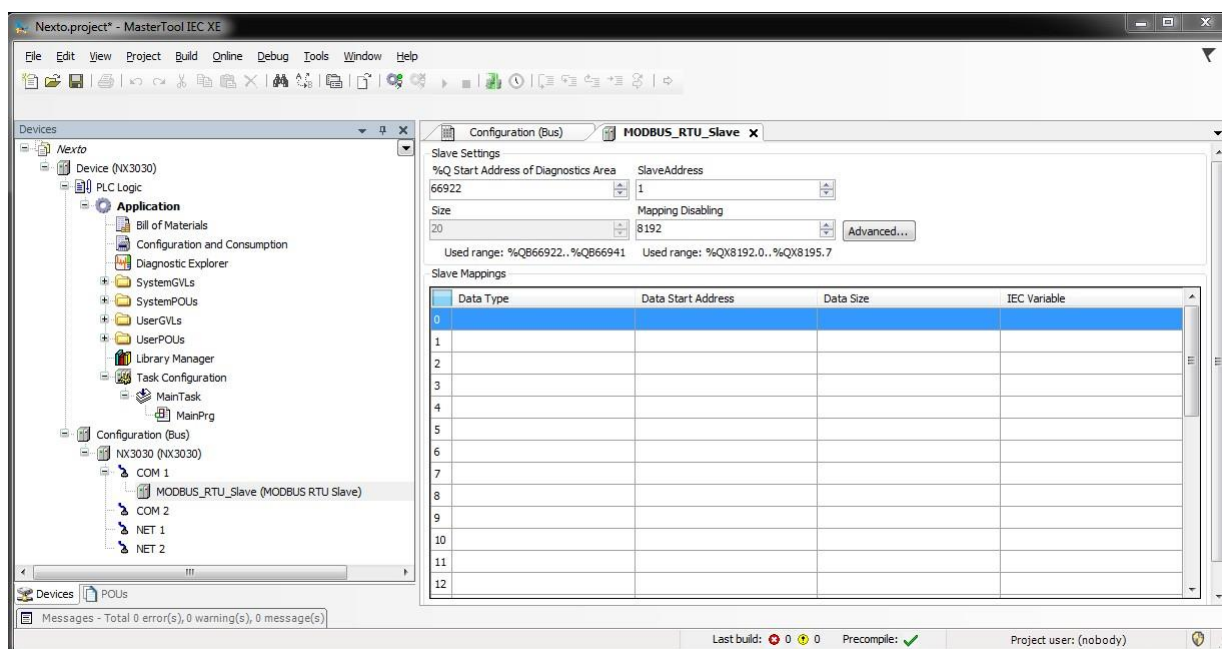 Nexto.project* - MasterTool IEC XE
File Edit View Project Build Online Debug Tools Window Help
Devices
Nexto
Device (NX3030)
PLC Logic
Application
Bill of Materials
Configuration and Consumption
Diagnostic Explorer
SystemGVLs
SystemPOUs
UserGVLs
UserPOUs
Library Manager
Task Configuration
MainTask
MainPrg
Configuration (Bus)
NX3030 (NX3030)
COM 1
MODBUS_RTU_Slave (MODBUS RTU Slave)
COM 2
NET 1
NET 2
Devices POUs
Configuration (Bus) MODBUS_RTU_Slave X
Slave Settings
%Q Start Address of Diagnostics Area SlaveAddress
66922 1
Size Mapping Disabling
20 8192 Advanced...
Used range: %QB66922..%QB66941 Used range: %QX8192.0..%QX8195.7
Slave Mappings
Data Type Data Start Address Data Size IEC Variable
0
1
2
3
4
5
6
7
8
9
10
11
12
Messages - Total 0 error(s), 0 warning(s), 0 message(s)
Last build: 0 0 Precompile: Project user: (nobody)